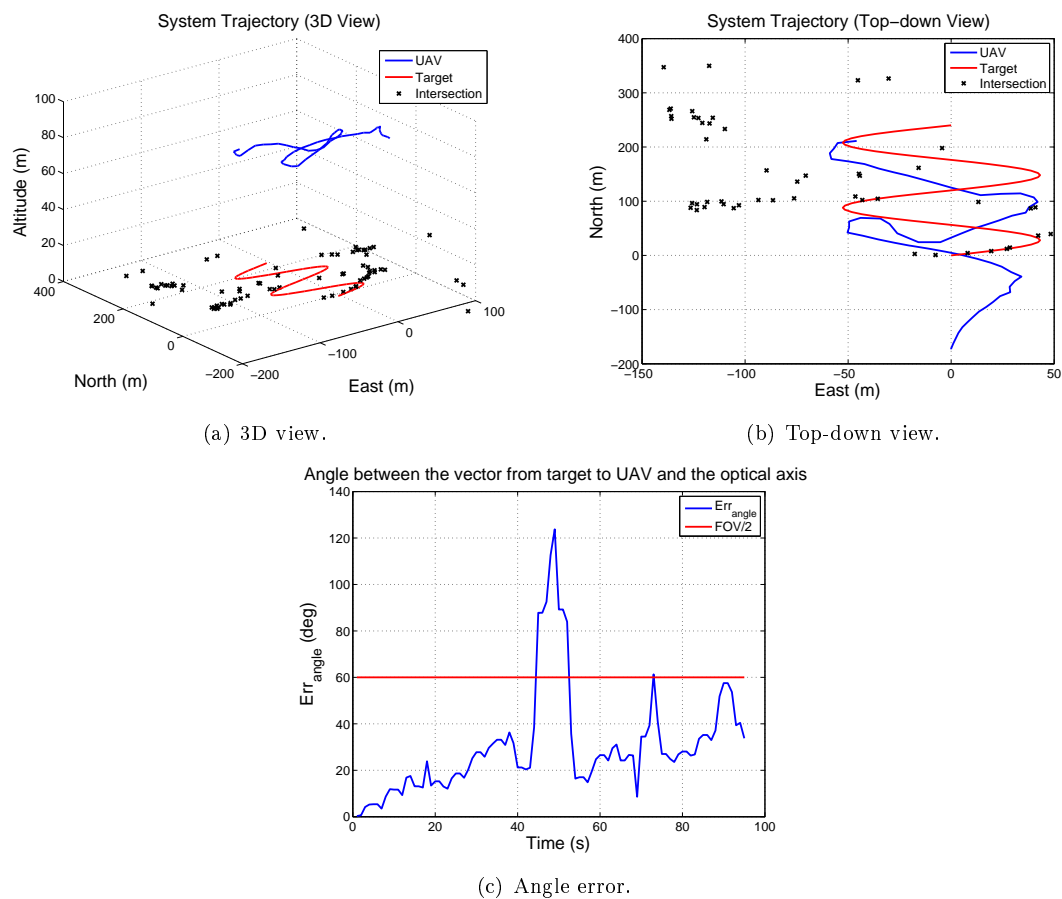 System Trajectory (3D View)
UAV
Target
Intersection
100
80
60
40
20
0
Altitude (m)
400
200
0
−200
North (m)
−200
−100
0
100
East (m)
(a) 3D view.
System Trajectory (Top−down View)
UAV
Target
Intersection
400
300
200
100
0
−100
−200
North (m)
−150
−100
−50
0
50
East (m)
(b) Top-down view.
Angle between the vector from target to UAV and the optical axis
Err_angle
FOV/2
140
120
100
80
60
40
20
0
Err_angle (deg)
0
20
40
60
80
100
Time (s)
(c) Angle error.